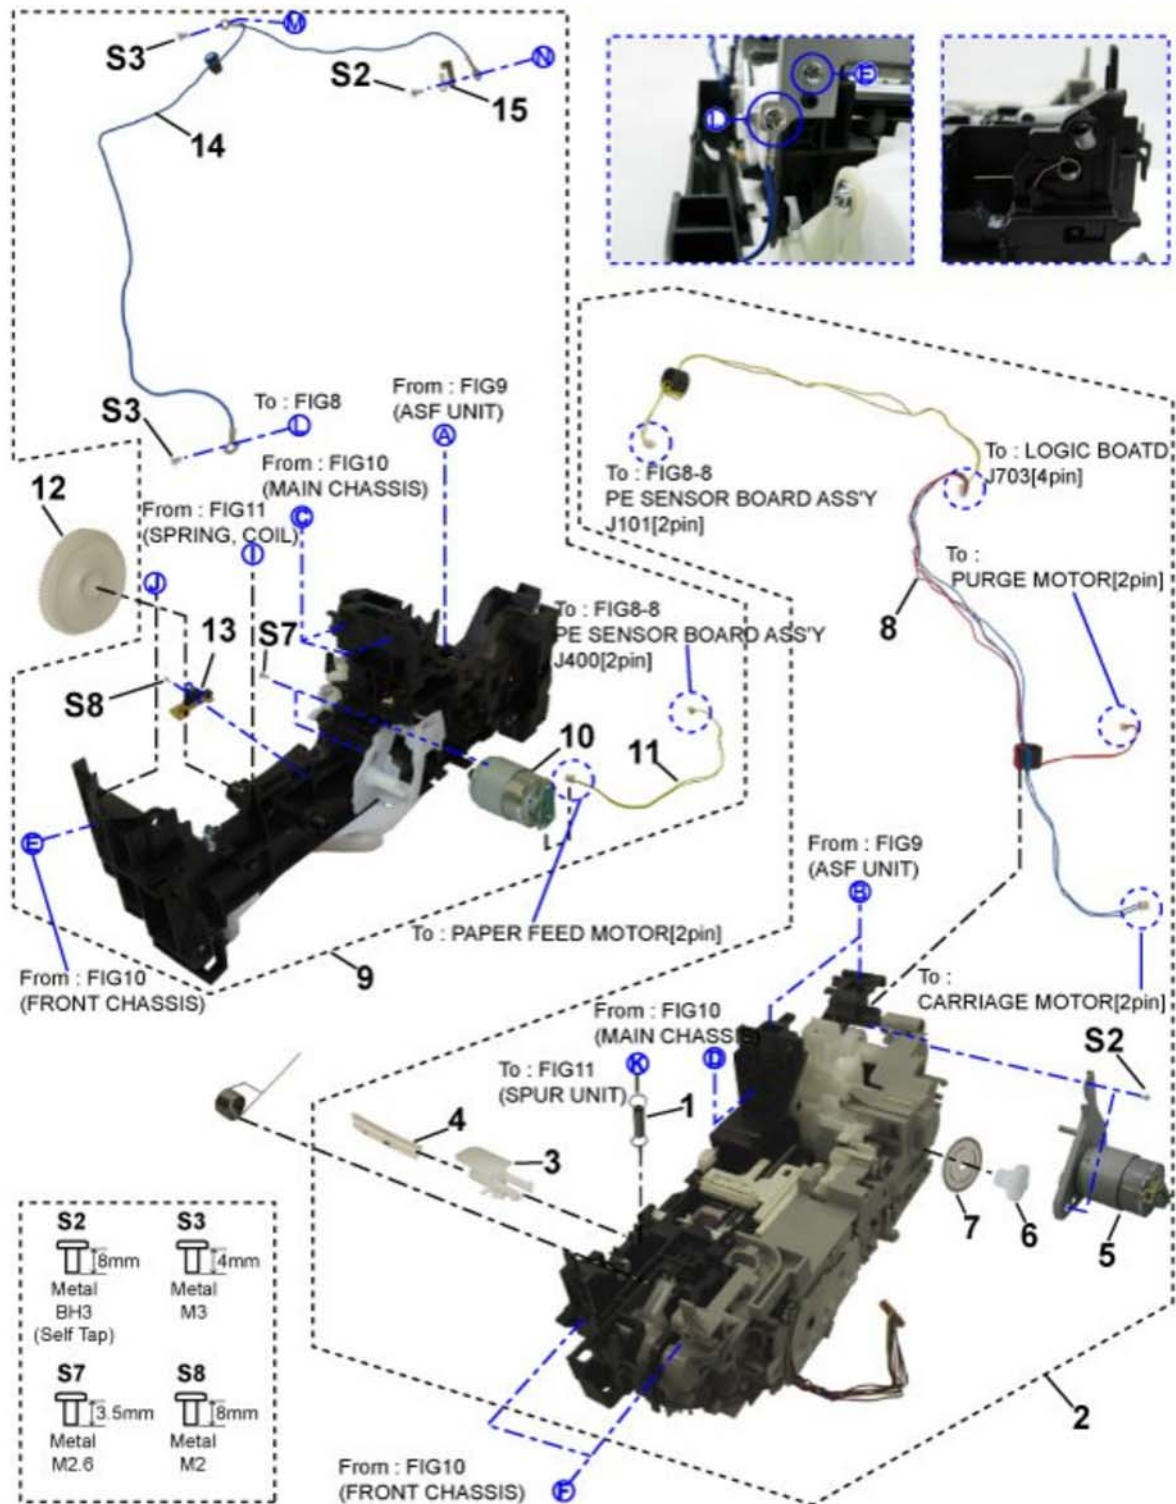 M
S3
S2
N
15
14
E
L
S3
To : FIG8
L
From : FIG9
(ASF UNIT)
A
From : FIG10
(MAIN CHASSIS)
C
12
From : FIG11
(SPRING, COIL)
I
J
13
S7
S8
To : FIG8-8
PE SENSOR BOARD ASS'Y
J101[2pin]
To : LOGIC BOATD
J703[4pin]
To :
PURGE MOTOR[2pin]
8
To : FIG8-8
PE SENSOR BOARD ASS'Y
J400[2pin]
10
11
E
From : FIG10
(FRONT CHASSIS)
To : PAPER FEED MOTOR[2pin]
9
From : FIG9
(ASF UNIT)
B
To :
CARRIAGE MOTOR[2pin]
From : FIG10
(MAIN CHASSIS)
D
To : FIG11
(SPUR UNIT)
K
1
S2
4
3
7
6
5
2
From : FIG10
(FRONT CHASSIS)
F
S2
8mm
Metal
BH3
(Self Tap)
S3
4mm
Metal
M3
S7
3.5mm
Metal
M2.6
S8
8mm
Metal
M2